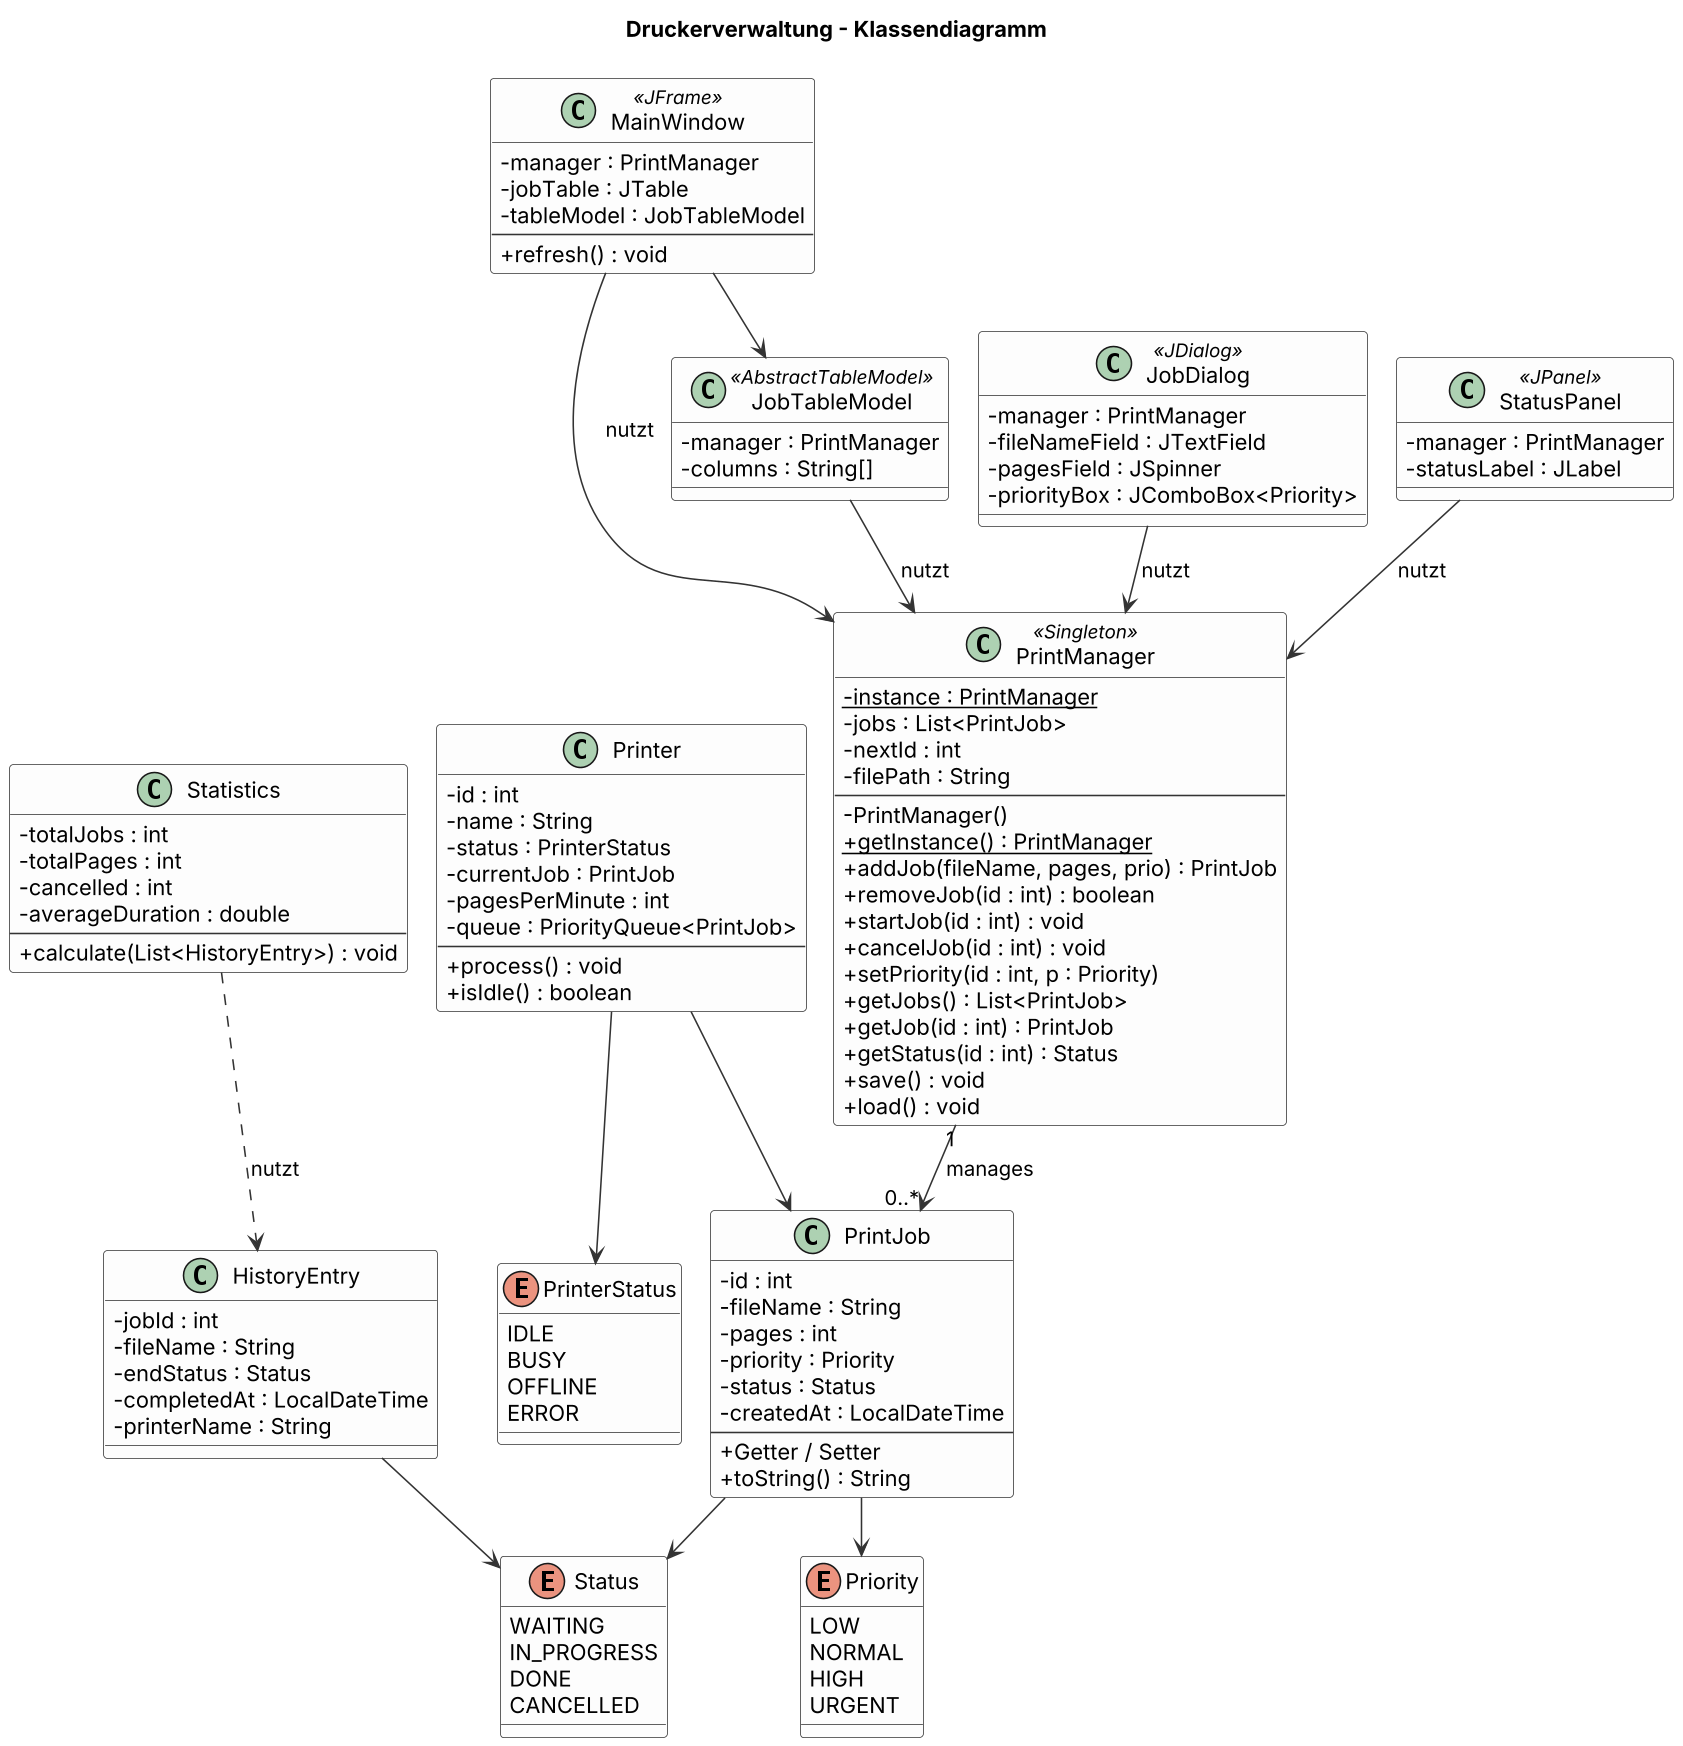 Druckerverwaltung - Klassendiagramm
C
«JFrame»
MainWindow
-manager : PrintManager
-jobTable : JTable
-tableModel : JobTableModel
+refresh() : void
C
«AbstractTableModel»
JobTableModel
-manager : PrintManager
-columns : String[]
C
«JDialog»
JobDialog
-manager : PrintManager
-fileNameField : JTextField
-pagesField : JSpinner
-priorityBox : JComboBox<Priority>
C
«JPanel»
StatusPanel
-manager : PrintManager
-statusLabel : JLabel
nutzt
nutzt
nutzt
nutzt
C
«Singleton»
PrintManager
-instance : PrintManager
-jobs : List<PrintJob>
-nextId : int
-filePath : String
-PrintManager()
+getInstance() : PrintManager
+addJob(fileName, pages, prio) : PrintJob
+removeJob(id : int) : boolean
+startJob(id : int) : void
+cancelJob(id : int) : void
+setPriority(id : int, p : Priority)
+getJobs() : List<PrintJob>
+getJob(id : int) : PrintJob
+getStatus(id : int) : Status
+save() : void
+load() : void
C
Printer
-id : int
-name : String
-status : PrinterStatus
-currentJob : PrintJob
-pagesPerMinute : int
-queue : PriorityQueue<PrintJob>
+process() : void
+isIdle() : boolean
C
Statistics
-totalJobs : int
-totalPages : int
-cancelled : int
-averageDuration : double
+calculate(List<HistoryEntry>) : void
nutzt
1
manages
0..*
C
HistoryEntry
-jobId : int
-fileName : String
-endStatus : Status
-completedAt : LocalDateTime
-printerName : String
E
PrinterStatus
IDLE
BUSY
OFFLINE
ERROR
C
PrintJob
-id : int
-fileName : String
-pages : int
-priority : Priority
-status : Status
-createdAt : LocalDateTime
+Getter / Setter
+toString() : String
E
Status
WAITING
IN_PROGRESS
DONE
CANCELLED
E
Priority
LOW
NORMAL
HIGH
URGENT